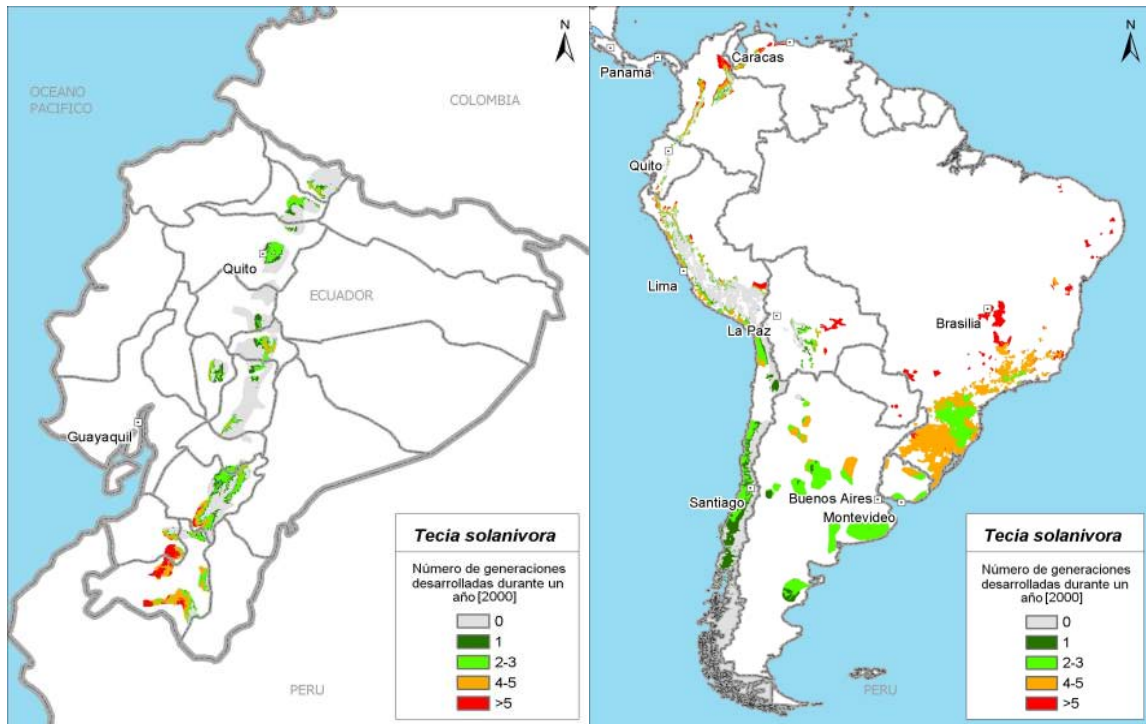 N
OCEANO
PACIFICO
COLOMBIA
Quito
ECUADOR
Guayaquil
PERU
Tecia solanivora
Número de generaciones
desarrolladas durante un
año [2000]
0
1
2-3
4-5
>5
N
Caracas
Panama
Quito
Lima
La Paz
Brasilia
Santiago
Buenos Aires
Montevideo
PERU
Tecia solanivora
Número de generaciones
desarrolladas durante un
año [2000]
0
1
2-3
4-5
>5